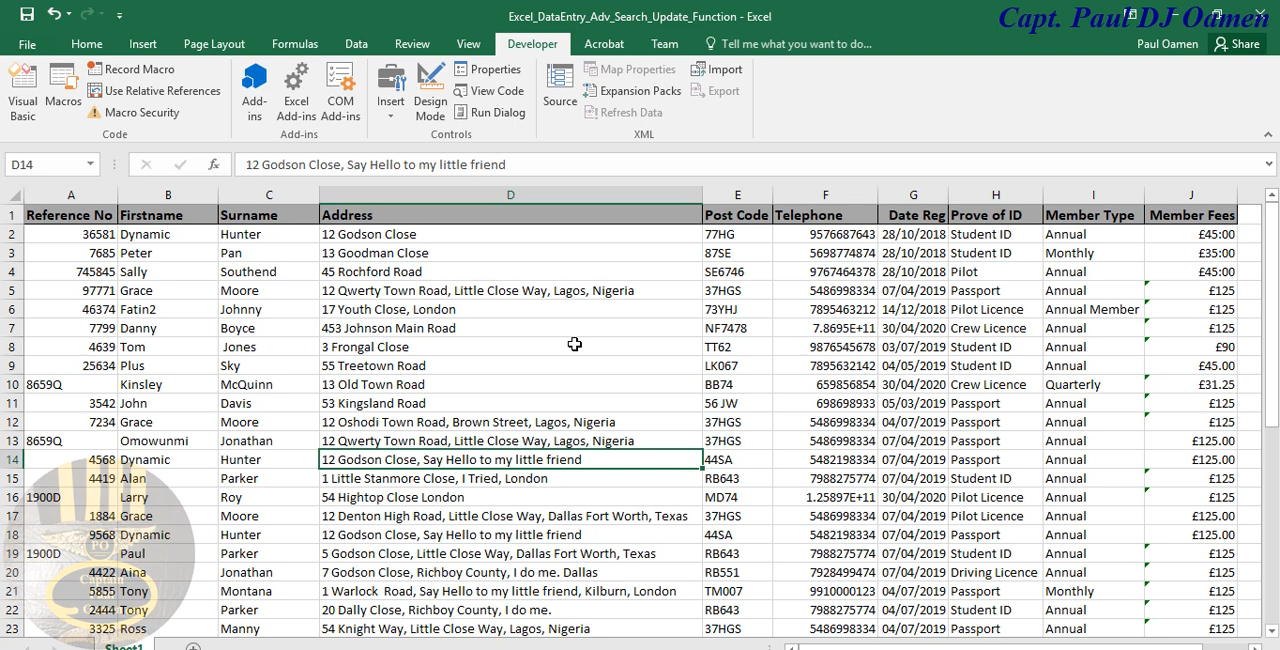 Excel_DataEntry_Adv_Search_Update_Function - Excel
Capt. Paul DJ Oamen
File Home Insert Page Layout Formulas Data Review View Developer Acrobat Team Tell me what you want to do... Paul Oamen Share
Visual Basic
Macros
Record Macro
Use Relative References
Macro Security
Code
Add-ins
Excel Add-ins
COM Add-ins
Add-ins
Insert
Design Mode
Properties
View Code
Run Dialog
Controls
Source
Map Properties
Expansion Packs
Refresh Data
Import
Export
XML
D14 fx 12 Godson Close, Say Hello to my little friend
A B C D E F G H I J
1 Reference No Firstname Surname Address Post Code Telephone Date Reg Prove of ID Member Type Member Fees
2 36581 Dynamic Hunter 12 Godson Close 77HG 9576687643 28/10/2018 Student ID Annual £45:00
3 7685 Peter Pan 13 Goodman Close 87SE 5698774874 28/10/2018 Student ID Monthly £35:00
4 745845 Sally Southend 45 Rochford Road SE6746 9767464378 28/10/2018 Pilot Annual £45:00
5 97771 Grace Moore 12 Qwerty Town Road, Little Close Way, Lagos, Nigeria 37HGS 5486998334 07/04/2019 Passport Annual £125
6 46374 Fatin2 Johnny 17 Youth Close, London 73YHJ 7895463212 14/12/2018 Pilot Licence Annual Member £125
7 7799 Danny Boyce 453 Johnson Main Road NF7478 7.8695E+11 30/04/2020 Crew Licence Annual £125
8 4639 Tom Jones 3 Frongal Close TT62 9876545678 03/07/2019 Student ID Annual £90
9 25634 Plus Sky 55 Treetown Road LK067 7895632142 04/05/2019 Student ID Annual £45.00
10 8659Q Kinsley McQuinn 13 Old Town Road BB74 659856854 30/04/2020 Crew Licence Quarterly £31.25
11 3542 John Davis 53 Kingsland Road 56 JW 698698933 05/03/2019 Passport Annual £125
12 7234 Grace Moore 12 Oshodi Town Road, Brown Street, Lagos, Nigeria 37HGS 5486998334 07/04/2019 Passport Annual £125
13 8659Q Omowunmi Jonathan 12 Qwerty Town Road, Little Close Way, Lagos, Nigeria 37HGS 5486998334 07/04/2019 Passport Annual £125.00
14 4568 Dynamic Hunter 12 Godson Close, Say Hello to my little friend 44SA 5482198334 07/04/2019 Passport Annual £125.00
15 4419 Alan Parker 1 Little Stanmore Close, I Tried, London RB643 7988275774 07/04/2019 Student ID Annual £125
16 1900D Larry Roy 54 Hightop Close London MD74 1.25897E+11 30/04/2020 Pilot Licence Annual £125
17 1884 Grace Moore 12 Denton High Road, Little Close Way, Dallas Fort Worth, Texas 37HGS 5486998334 07/04/2019 Pilot Licence Annual £125.00
18 9568 Dynamic Hunter 12 Godson Close, Say Hello to my little friend 44SA 5482198334 07/04/2019 Passport Annual £125.00
19 1900D Paul Parker 5 Godson Close, Little Close Way, Dallas Fort Worth, Texas RB643 7988275774 07/04/2019 Student ID Annual £125
20 4422 Aina Jonathan 7 Godson Close, Richboy County, I do me. Dallas RB551 7928499474 07/04/2019 Driving Licence Annual £125
21 5855 Tony Montana 1 Warlock Road, Say Hello to my little friend, Kilburn, London TM007 9910000123 04/07/2019 Passport Monthly £125
22 2444 Tony Parker 20 Dally Close, Richboy County, I do me. RB643 7988275774 04/07/2019 Passport Annual £125
23 3325 Ross Manny 54 Knight Way, Little Close Way, Lagos, Nigeria 37HGS 5486998334 04/07/2019 Passport Annual £125
PO
Captain
Sheet1